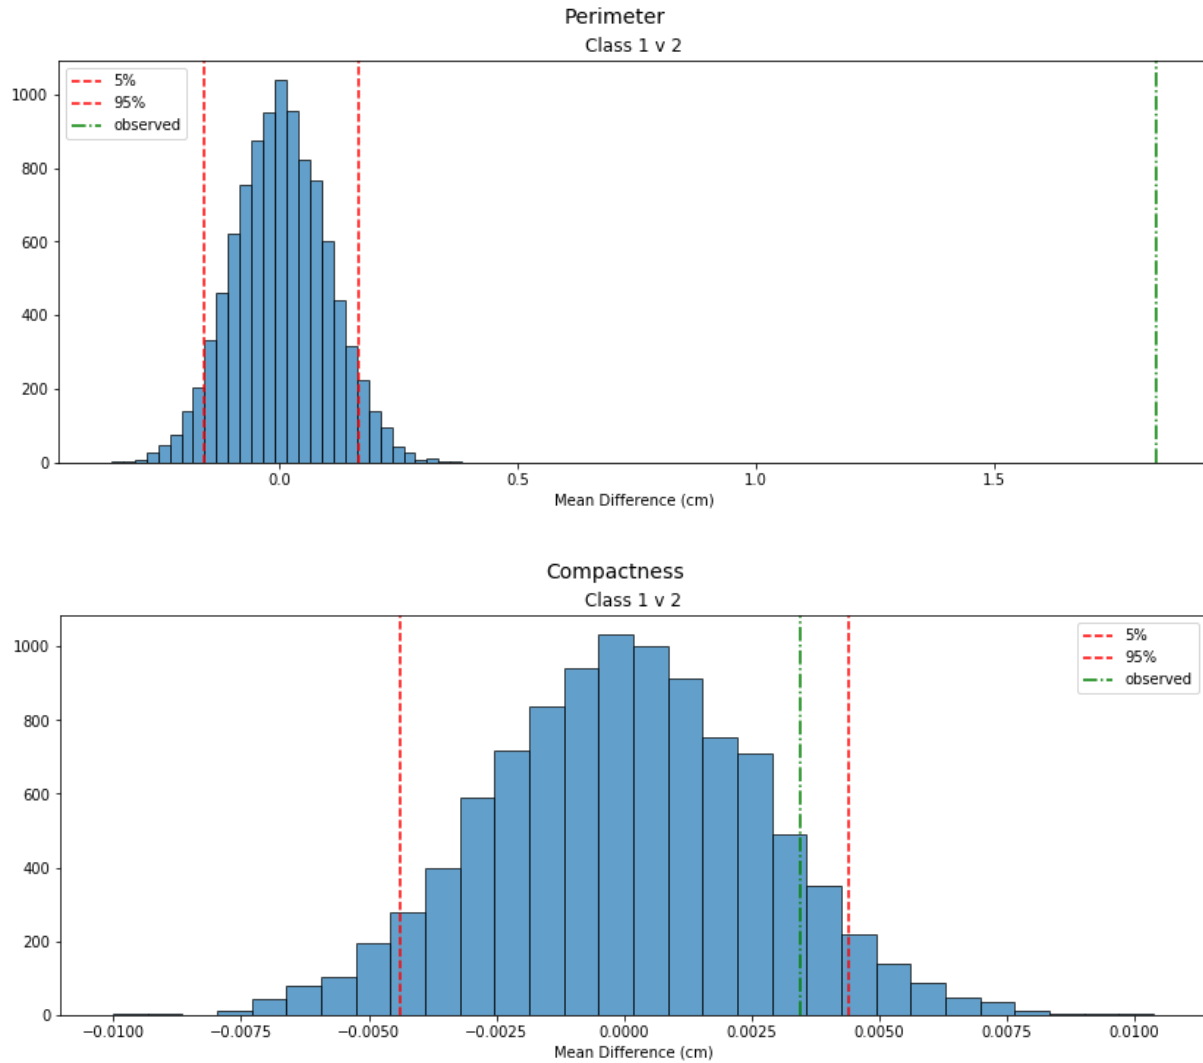 Perimeter
Class 1 v 2
5%
95%
observed
1000
800
600
400
200
0
0.0 0.5 1.0 1.5
Mean Difference (cm)
Compactness
Class 1 v 2
5%
95%
observed
1000
800
600
400
200
0
−0.0100 −0.0075 −0.0050 −0.0025 0.0000 0.0025 0.0050 0.0075 0.0100
Mean Difference (cm)